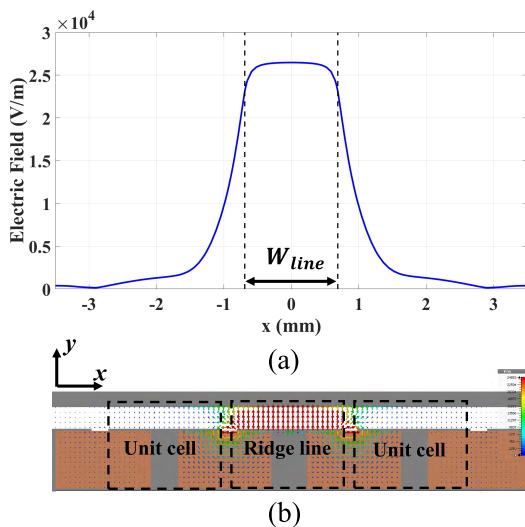 ×10⁴
3
2.5
2
1.5
1
0.5
0
Electric Field (V/m)
W_line
-3 -2 -1 0 1 2 3
x (mm)
(a)
y
x
Unit cell Ridge line Unit cell
(b)